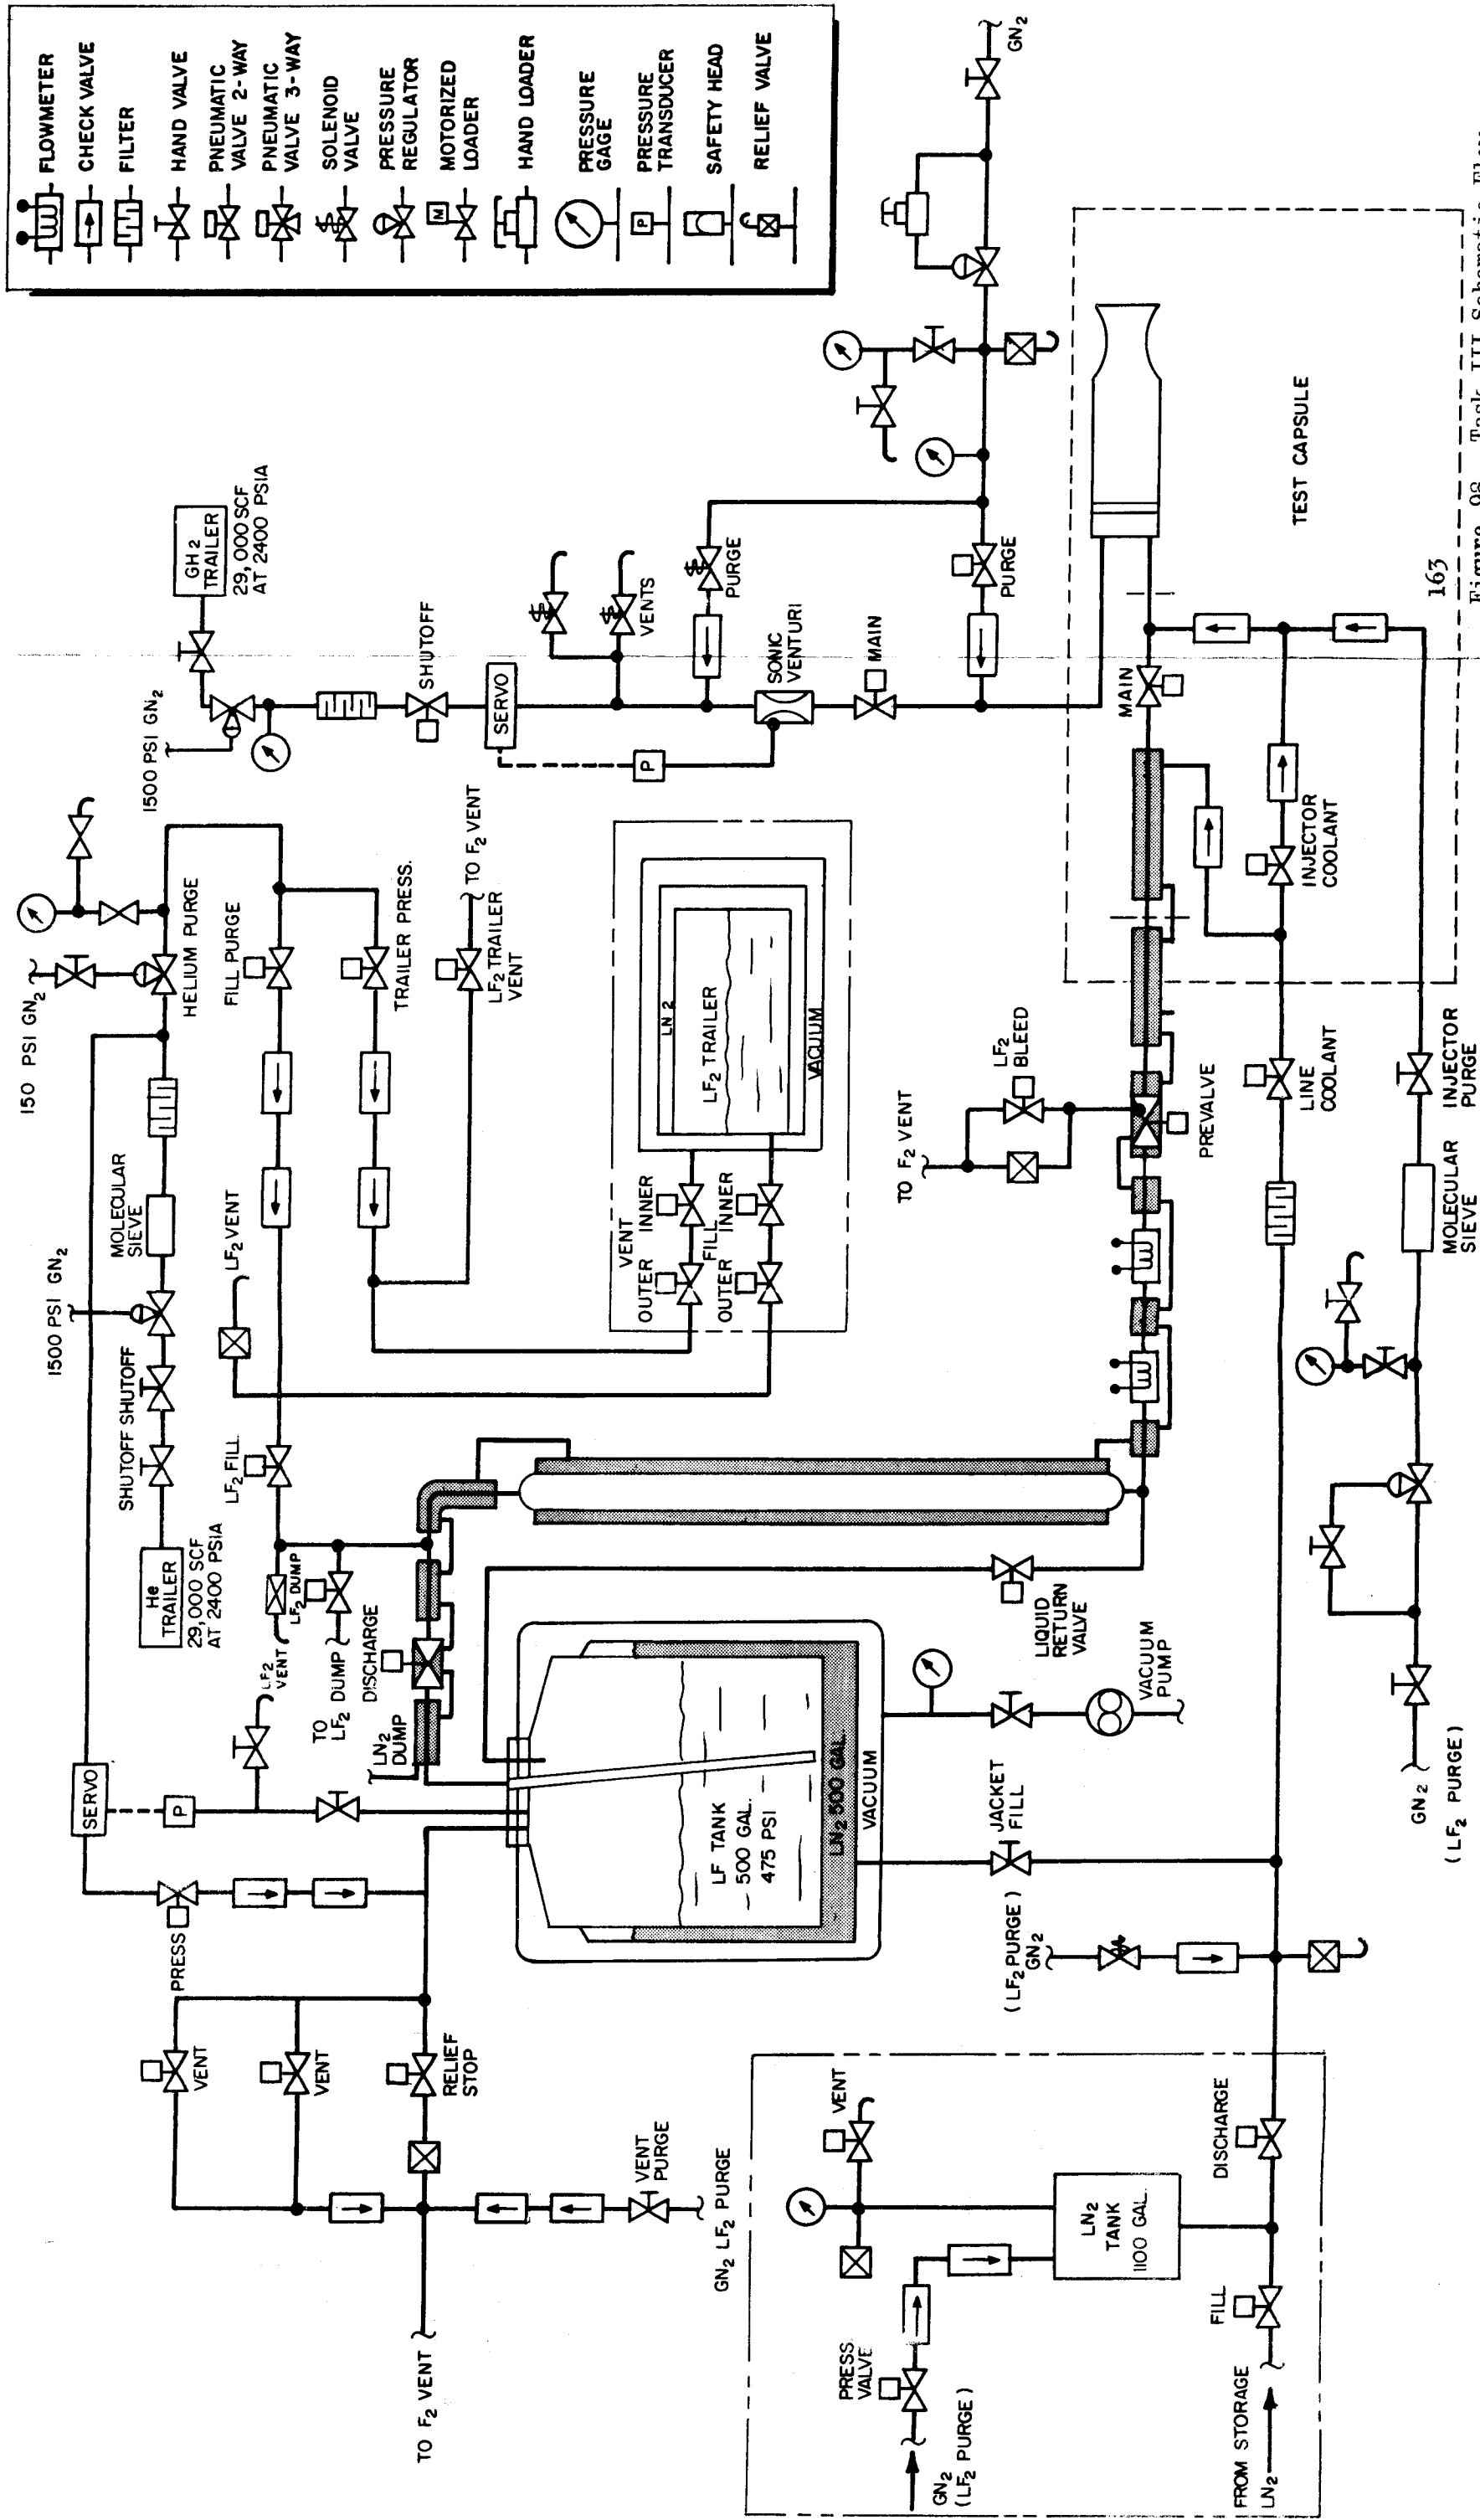 FLOWMETER
CHECK VALVE
FILTER
HAND VALVE
PNEUMATIC
VALVE 2-WAY
PNEUMATIC
VALVE 3-WAY
SOLENOID
VALVE
PRESSURE
REGULATOR
M
MOTORIZED
LOADER
HAND LOADER
PRESSURE
GAGE
P
PRESSURE
TRANSDUCER
SAFETY HEAD
RELIEF VALVE
GN2
GH2
TRAILER
29,000 SCF
AT 2400 PSIA
1500 PSI GN2
SHUTOFF
SERVO
P
VENTS
PURGE
SONIC
VENTURI
MAIN
PURGE
TEST CAPSULE
163
Figure 98 Task III Schematic Flow
150 PSI GN2
HELIUM PURGE
FILL PURGE
TRAILER PRESS.
TO F2 VENT
LF2 TRAILER
VENT
MOLECULAR
SIEVE
1500 PSI GN2
LF2 VENT
SHUTOFF SHUTOFF
He
TRAILER
29,000 SCF
AT 2400 PSIA
LF2 FILL
LF2 DUMP
LF2
VENT
TO
LF2 DUMP
DISCHARGE
LN2
DUMP
LN2
LF2 TRAILER
VACUUM
VENT
OUTER INNER
FILL
OUTER INNER
TO F2 VENT
LF2
BLEED
PREVALVE
MAIN
INJECTOR
COOLANT
LINE
COOLANT
INJECTOR
PURGE
MOLECULAR
SIEVE
GN2
(LF2 PURGE)
LIQUID
RETURN
VALVE
VACUUM
PUMP
JACKET
FILL
SERVO
P
PRESS
LF TANK
500 GAL.
475 PSI
LN2 500 GAL.
VACUUM
(LF2 PURGE)
GN2
VENT
VENT
RELIEF
STOP
VENT
PURGE
GN2 LF2 PURGE
TO F2 VENT
VENT
LN2
TANK
1100 GAL.
DISCHARGE
PRESS.
VALVE
GN2
(LF2 PURGE)
FILL
FROM STORAGE
LN2